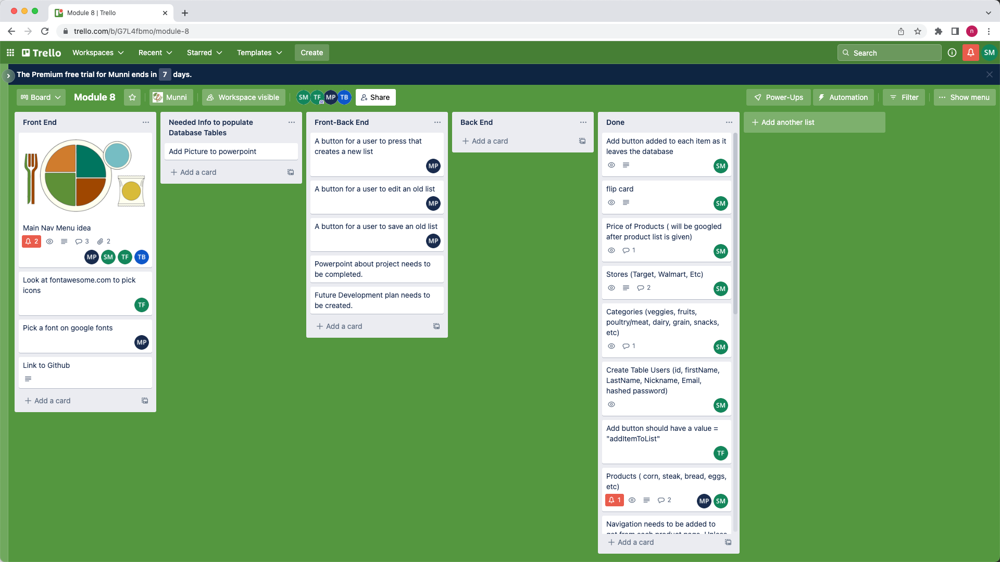 Module 8 | Trello
trello.com/b/G7L4fbmo/module-8
n
Trello
Workspaces
Recent
Starred
Templates
Create
Search
SM
The Premium free trial for Munni ends in 7 days.
Board
Module 8
Munni
Workspace visible
SM TF MP TB
Share
Power-Ups
Automation
Filter
Show menu
Front End
Main Nav Menu idea
2 3 2
MP SM TF TB
Look at fontawesome.com to pick
icons
TF
Pick a font on google fonts
MP
Link to Github
Add a card
Needed Info to populate
Database Tables
Add Picture to powerpoint
Add a card
Front-Back End
A button for a user to press that
creates a new list
MP
A button for a user to edit an old list
MP
A button for a user to save an old list
MP
Powerpoint about project needs to
be completed.
Future Development plan needs to
be created.
Add a card
Back End
Add a card
Done
Add button added to each item as it
leaves the database
SM
flip card
SM
Price of Products ( will be googled
after product list is given)
1
SM
Stores (Target, Walmart, Etc)
2
SM
Categories (veggies, fruits,
poultry/meat, dairy, grain, snacks,
etc)
1
SM
Create Table Users (id, firstName,
LastName, Nickname, Email,
hashed password)
SM
Add button should have a value =
"addItemToList"
TF
Products ( corn, steak, bread, eggs,
etc)
1 2
MP SM
Navigation needs to be added to
get from each product page. Unless
Add a card
Add another list